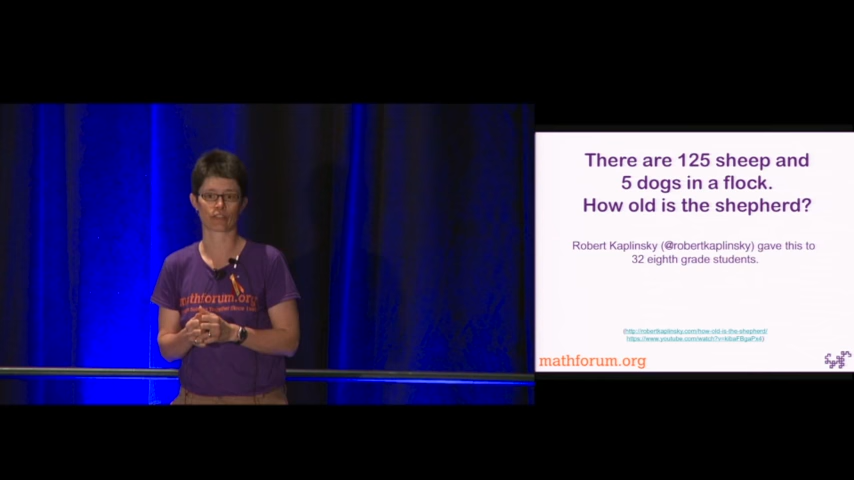 mathforum.org
There are 125 sheep and
5 dogs in a flock.
How old is the shepherd?
Robert Kaplinsky (@robertkaplinsky) gave this to
32 eighth grade students.
(http://robertkaplinsky.com/how-old-is-the-shepherd/
mathforum.org